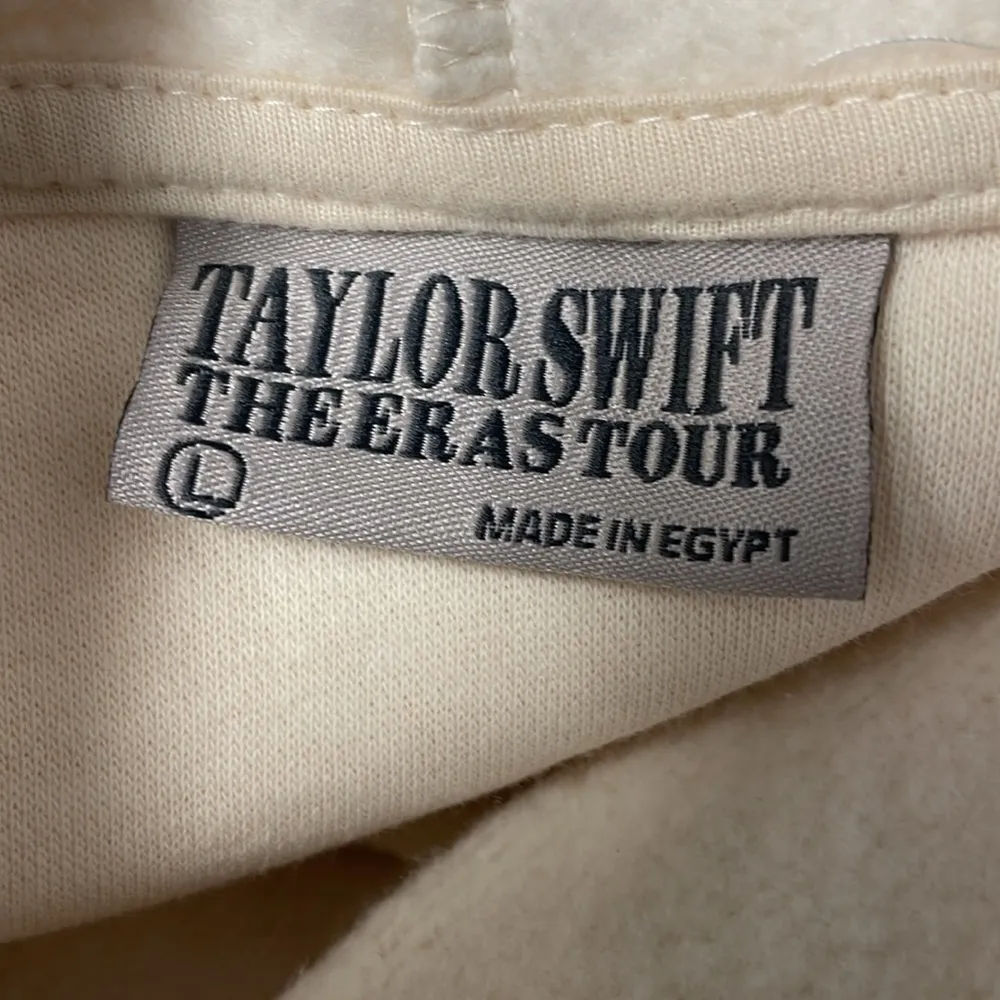 TAYLOR SWIFT
THE ERAS TOUR
L
MADE IN EGYPT